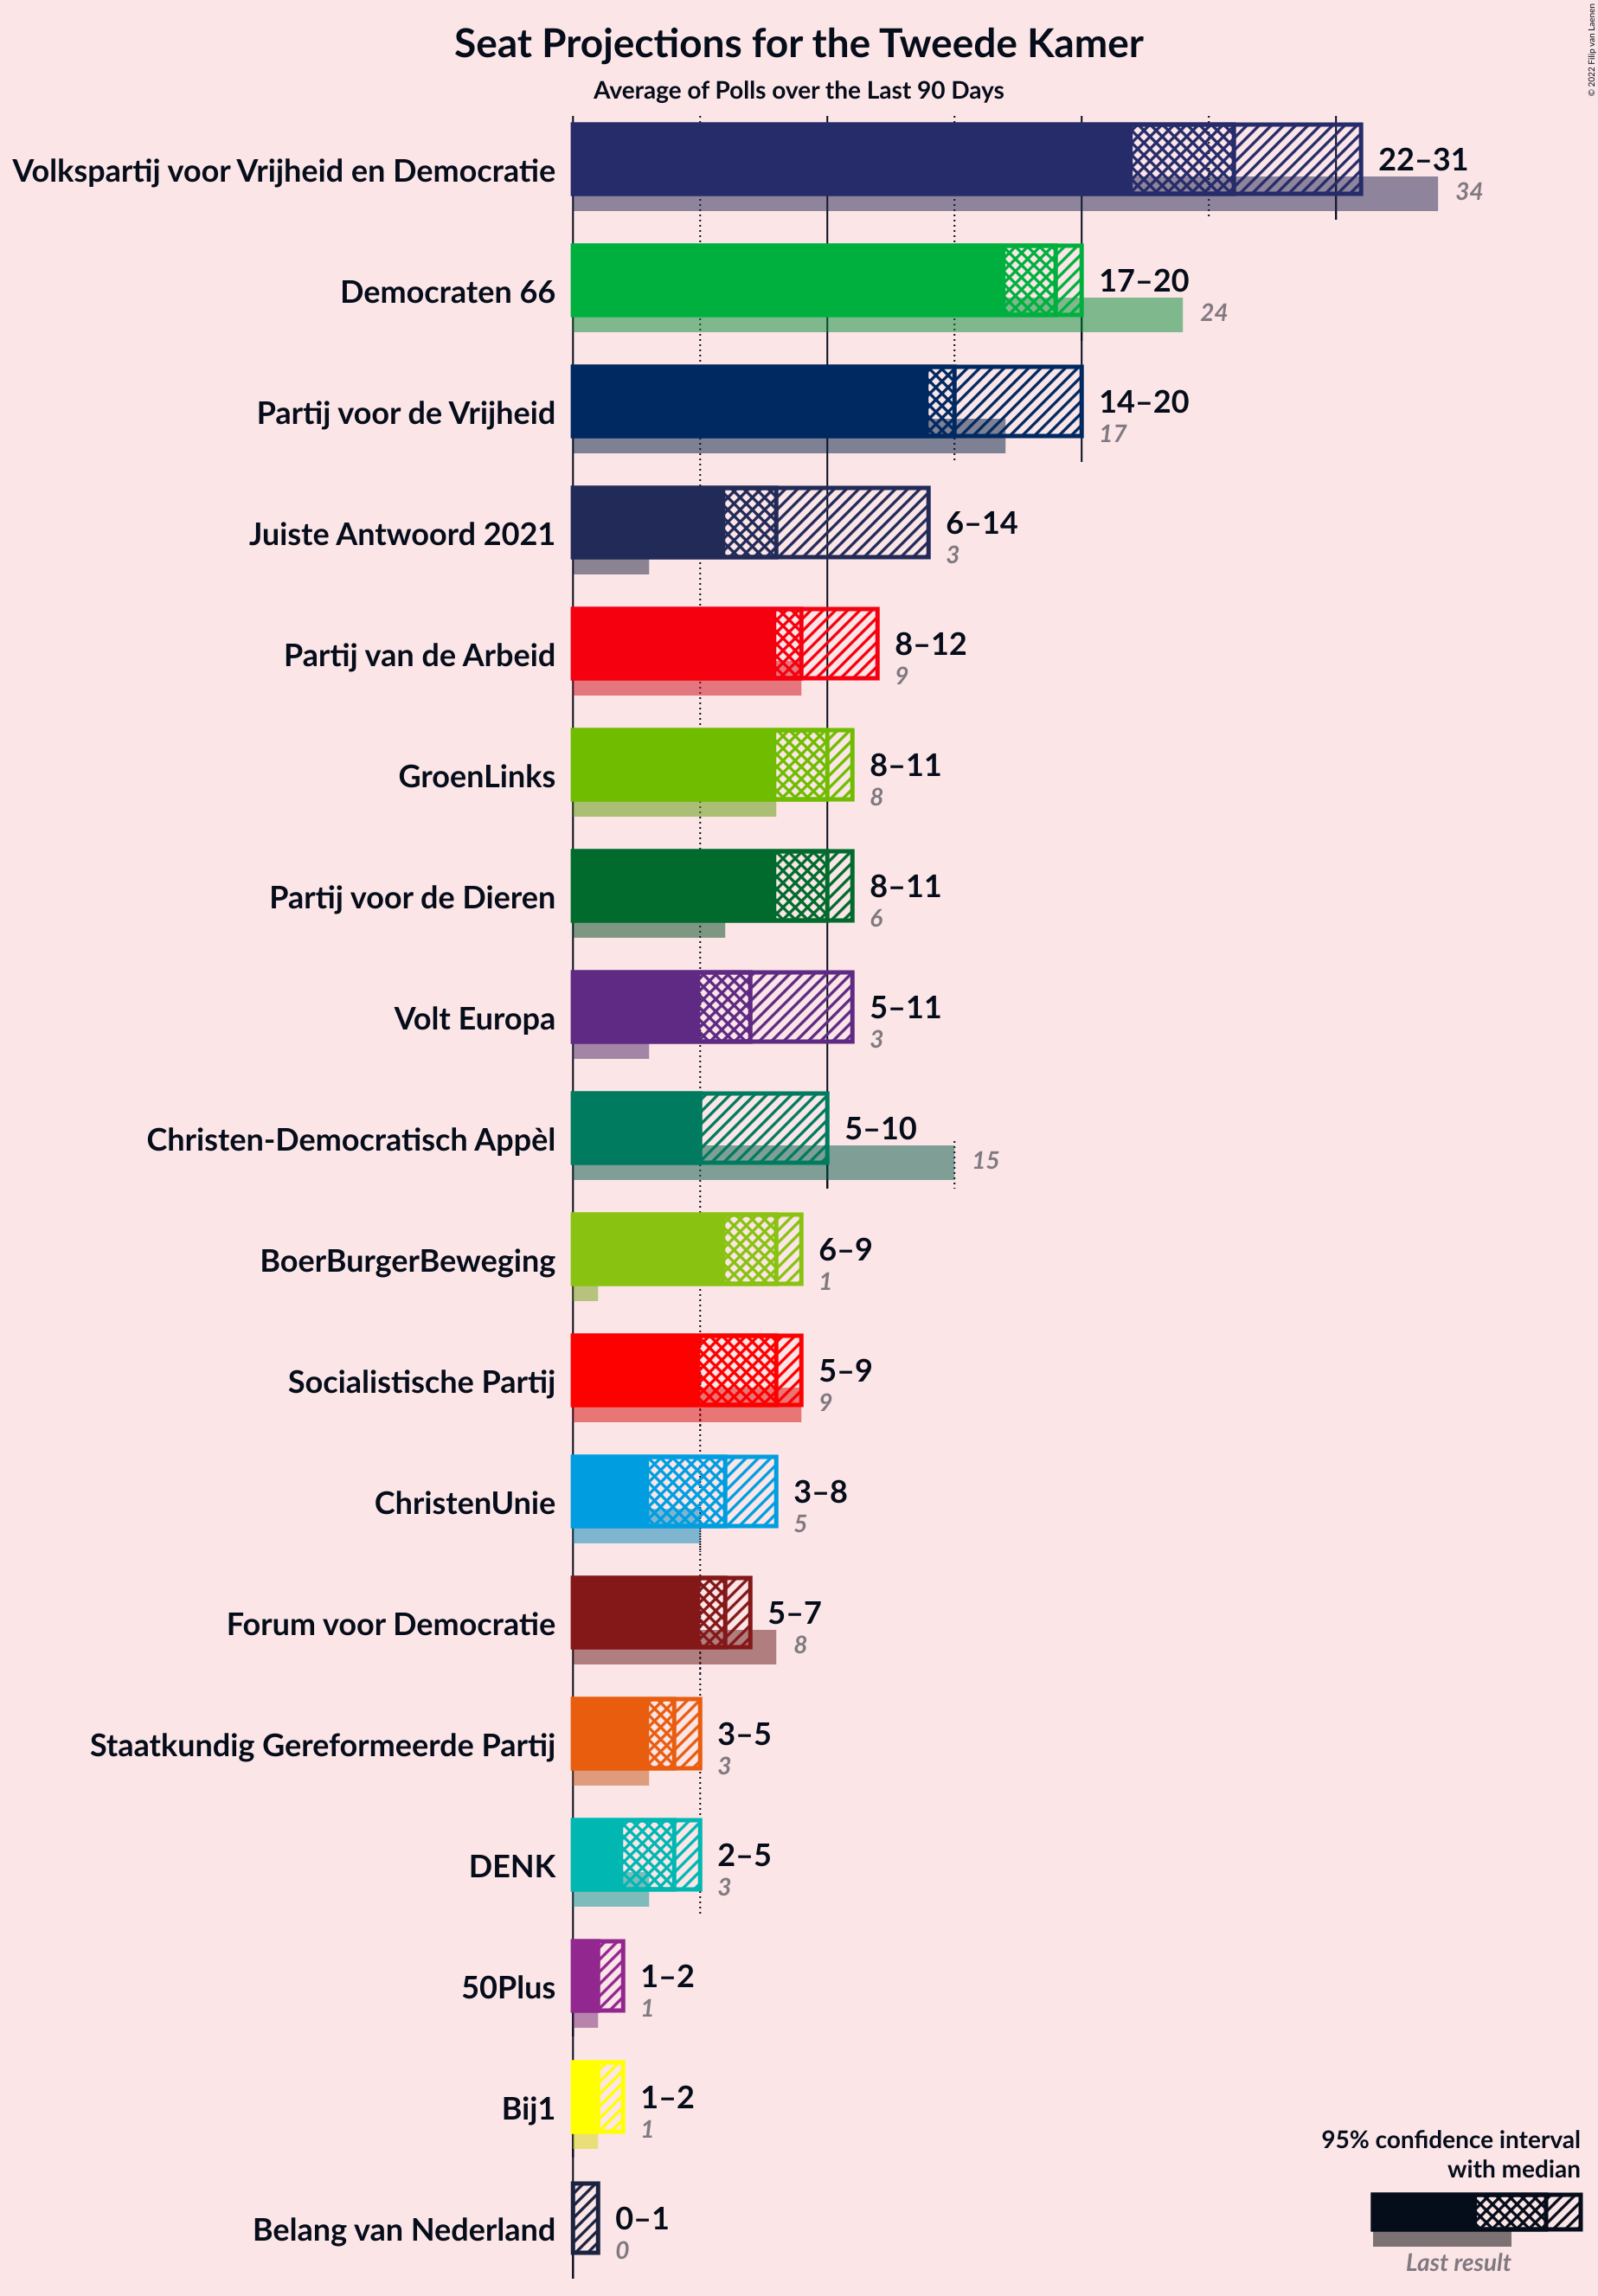 Seat Projections for the Tweede Kamer
Average of Polls over the Last 90 Days
© 2022 Filip van Laenen
Volkspartij voor Vrijheid en Democratie
22–31
34
Democraten 66
17–20
24
Partij voor de Vrijheid
14–20
17
Juiste Antwoord 2021
6–14
3
Partij van de Arbeid
8–12
9
GroenLinks
8–11
8
Partij voor de Dieren
8–11
6
Volt Europa
5–11
3
Christen-Democratisch Appèl
5–10
15
BoerBurgerBeweging
6–9
1
Socialistische Partij
5–9
9
ChristenUnie
3–8
5
Forum voor Democratie
5–7
8
Staatkundig Gereformeerde Partij
3–5
3
DENK
2–5
3
50Plus
1–2
1
Bij1
1–2
1
Belang van Nederland
0–1
0
95% confidence interval
with median
Last result